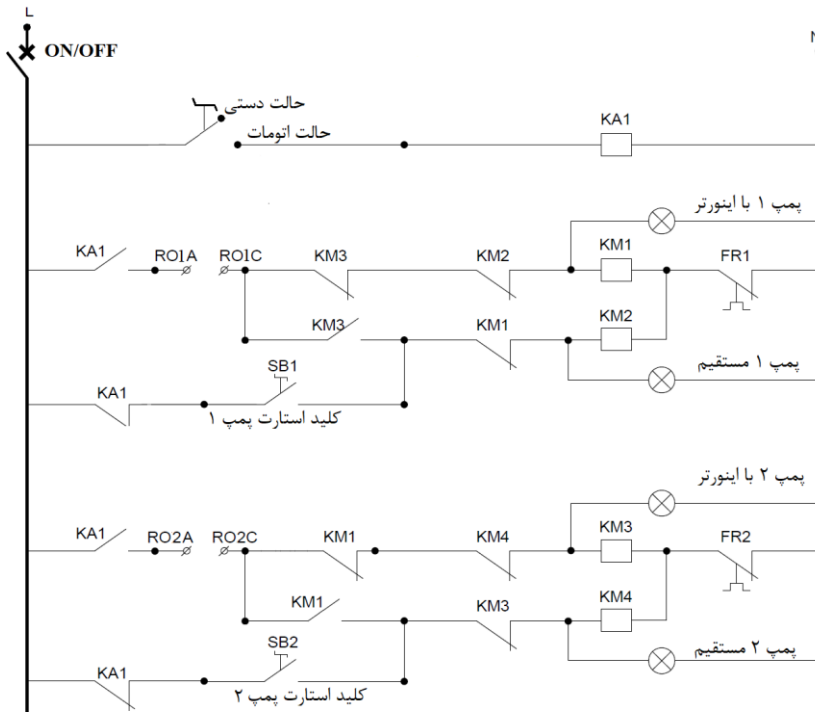 L
N
ON/OFF
حالت دستی
حالت اتومات
KA1
پمپ ۱ با اینورتر
KA1
RO1A
RO1C
KM3
KM2
KM1
FR1
KM3
KM1
KM2
SB1
پمپ ۱ مستقیم
KA1
کلید استارت پمپ ۱
پمپ ۲ با اینورتر
KA1
RO2A
RO2C
KM1
KM4
KM3
FR2
KM1
KM3
KM4
SB2
پمپ ۲ مستقیم
KA1
کلید استارت پمپ ۲